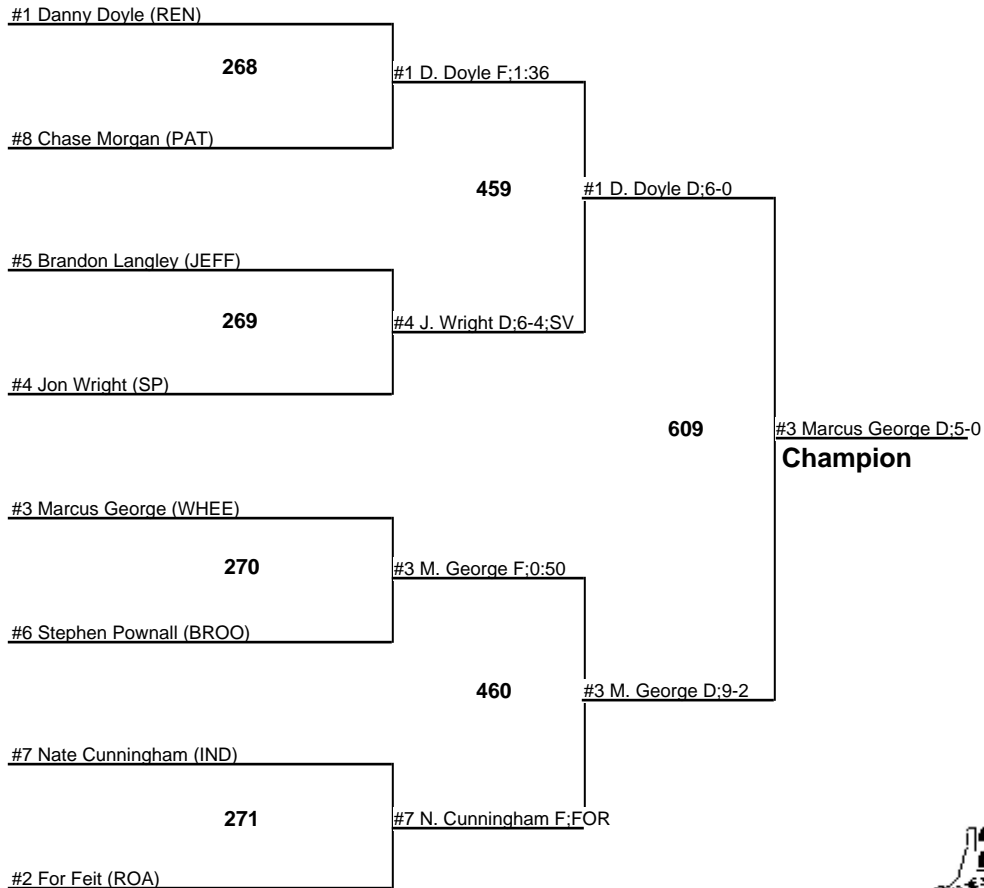 #1 Danny Doyle (REN)
268
#1 D. Doyle F;1:36
#8 Chase Morgan (PAT)
459
#1 D. Doyle D;6-0
#5 Brandon Langley (JEFF)
269
#4 J. Wright D;6-4;SV
#4 Jon Wright (SP)
609
#3 Marcus George D;5-0
Champion
#3 Marcus George (WHEE)
270
#3 M. George F;0:50
#6 Stephen Pownall (BROO)
460
#3 M. George D;9-2
#7 Nate Cunningham (IND)
271
#7 N. Cunningham F;FOR
#2 For Feit (ROA)